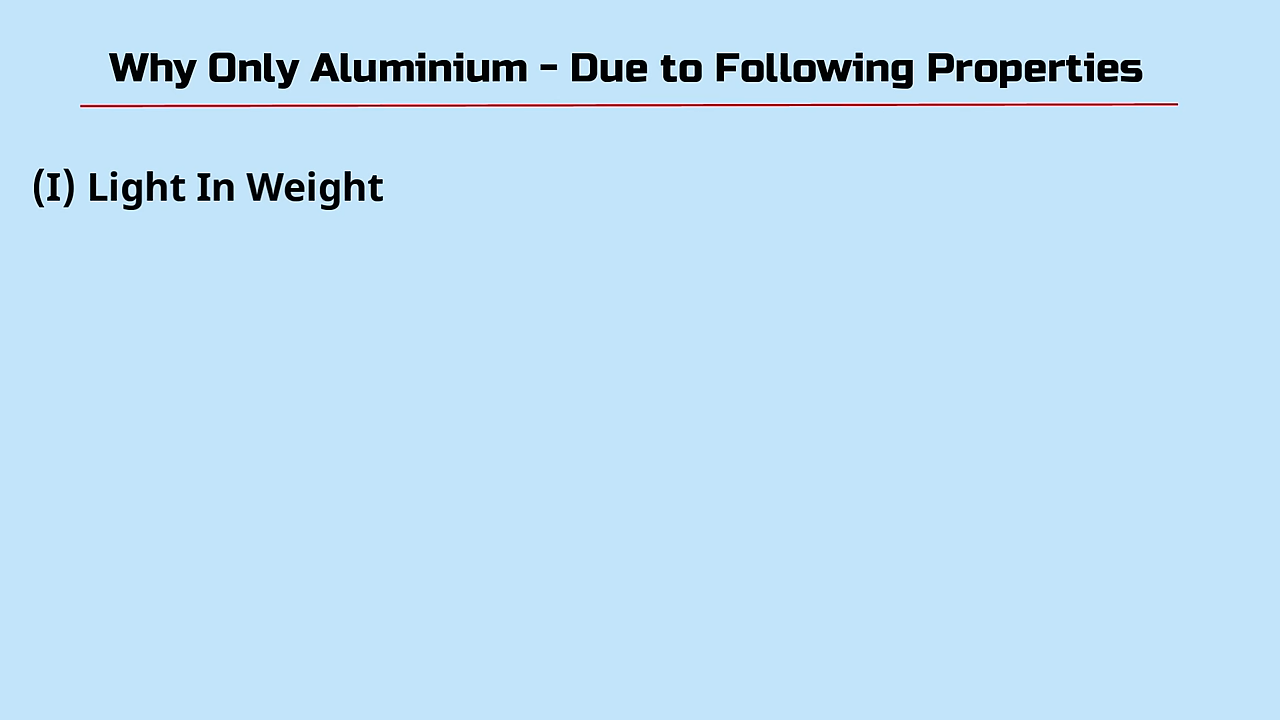 Why Only Aluminium - Due to Following Properties
(I) Light In Weight